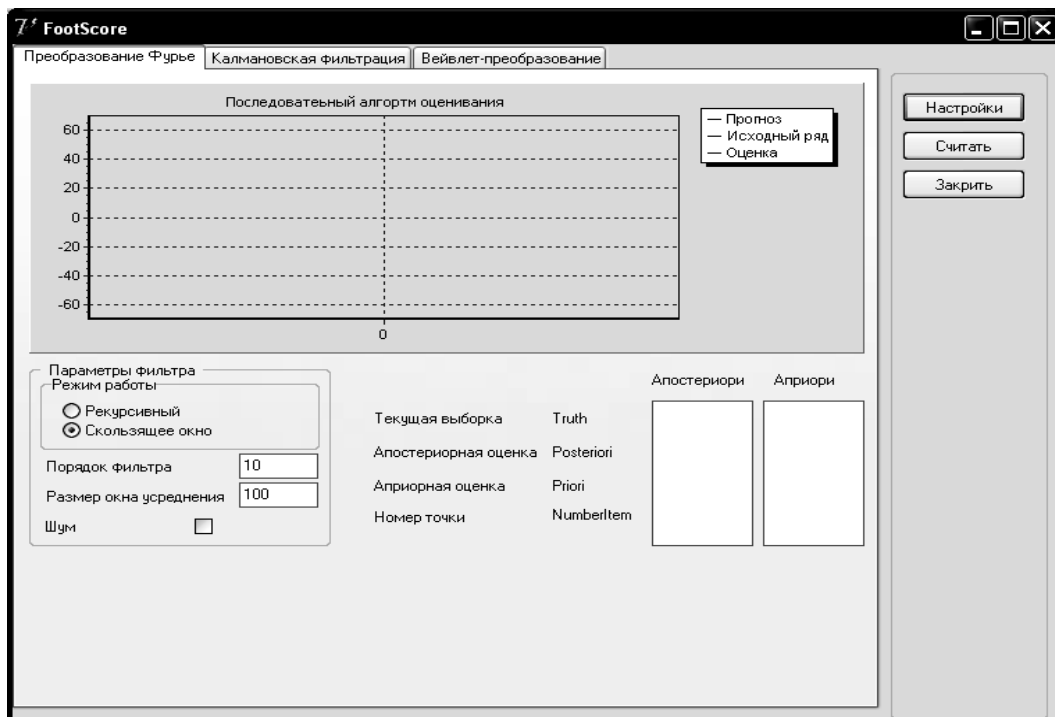 FootScore
Преобразование Фурье Калмановская фильтрация Вейвлет-преобразование
Последоватеьный алгортм оценивания
Прогноз
Исходный ряд
Оценка
60
40
20
0
-20
-40
-60
0
Настройки
Считать
Закрить
Параметры фильтра
Режим работы
Рекурсивный
Скользящее окно
Порядок фильтра 10
Размер окна усреднения 100
Шум
Текущая выборка Truth
Апостериорная оценка Posteriori
Априорная оценка Priori
Номер точки NumberItem
Апостериори Априори